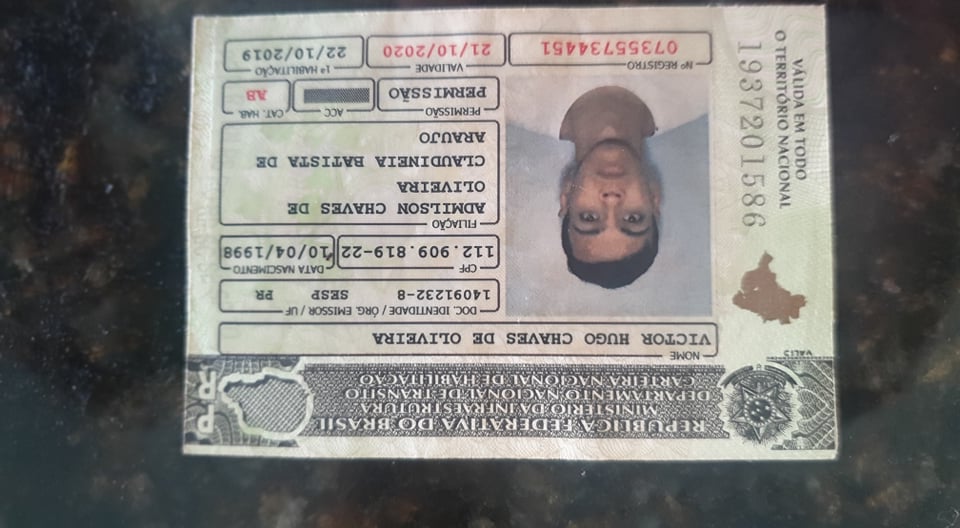 REPÚBLICA FEDERATIVA DO BRASIL
MINISTÉRIO DA INFRAESTRUTURA
DEPARTAMENTO NACIONAL DE TRÂNSITO
CARTEIRA NACIONAL DE HABILITAÇÃO
PR
NOME
VICTOR HUGO CHAVES DE OLIVEIRA
DOC. IDENTIDADE / ÓRG. EMISSOR / UF
14091232-8 SESP PR
CPF
112.909.819-22
DATA NASCIMENTO
10/04/1998
FILIAÇÃO
ADMILSON CHAVES DE
OLIVEIRA
CLAUDINEIA BATISTA DE
ARAUJO
PERMISSÃO
PERMISSÃO
ACC
CAT. HAB.
AB
Nº REGISTRO
07355734451
VALIDADE
21/10/2020
1ª HABILITAÇÃO
22/10/2019
VÁLIDA EM TODO
O TERRITÓRIO NACIONAL
1937201586